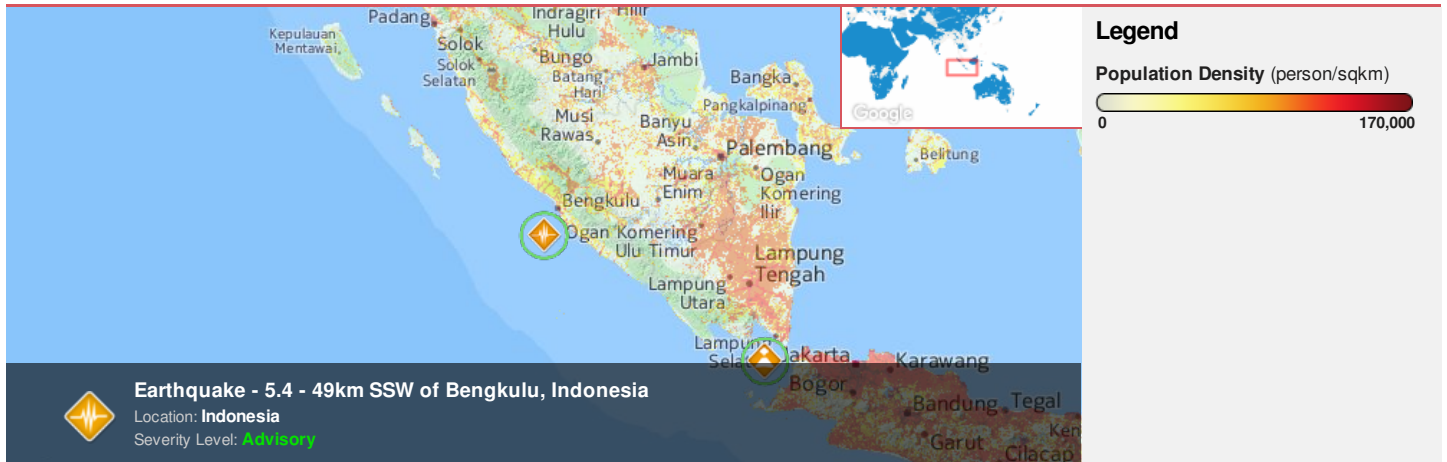 Padang
Indragiri Hilir
Hulu
Kepulauan
Mentawai
Solok
Solok
Selatan
Bungo
Batang
Hari
Jambi
Bangka
Pangkalpinang
Musi
Rawas
Banyu
Asin
Palembang
Belitung
Muara
Enim
Ogan
Komering
Ilir
Bengkulu
Ogan Komering
Ulu Timur
Lampung
Tengah
Lampung
Utara
Lampung
Jakarta
Karawang
Bogor
Bandung
Tegal
Garut
Cilacap
Google
Legend
Population Density (person/sqkm)
0 170,000
Earthquake - 5.4 - 49km SSW of Bengkulu, Indonesia
Location: Indonesia
Severity Level: Advisory